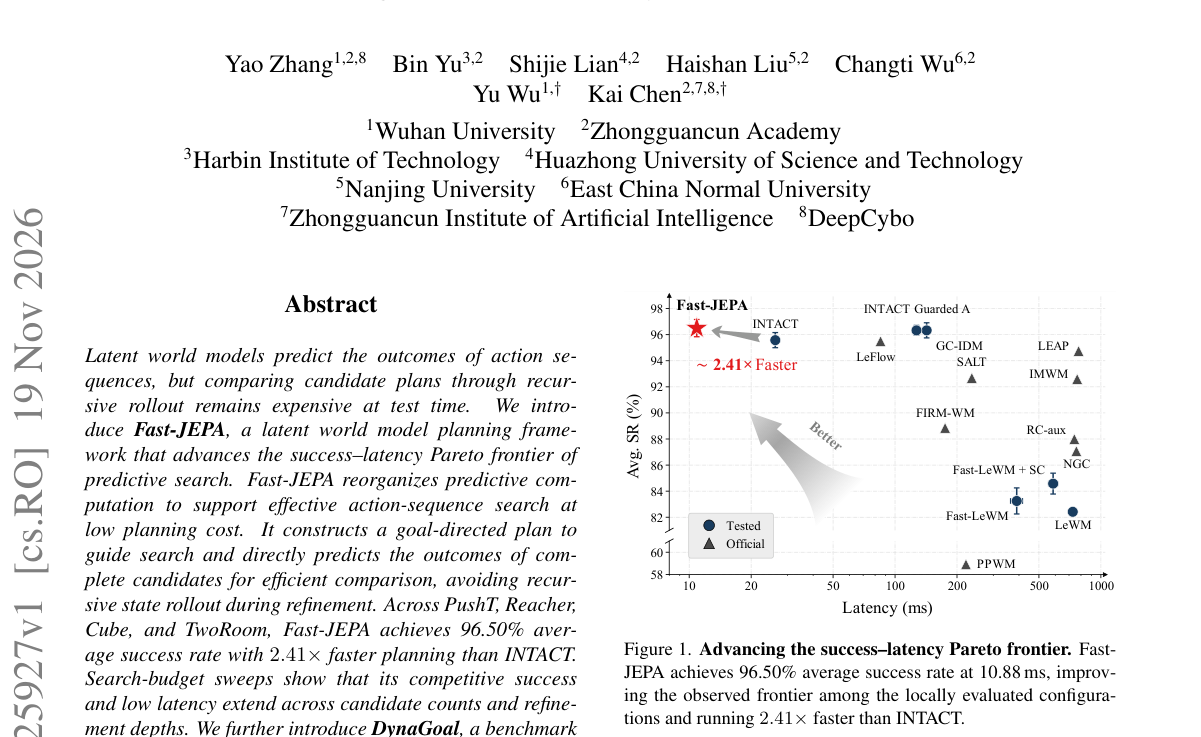 Yao Zhang1,2,8 Bin Yu3,2 Shijie Lian4,2 Haishan Liu5,2 Changti Wu6,2
Yu Wu1,† Kai Chen2,7,8,†
1Wuhan University 2Zhongguancun Academy
3Harbin Institute of Technology 4Huazhong University of Science and Technology
5Nanjing University 6East China Normal University
7Zhongguancun Institute of Artificial Intelligence 8DeepCybo
25927v1 [cs.RO] 19 Nov 2026
Abstract
Latent world models predict the outcomes of action se-
quences, but comparing candidate plans through recur-
sive rollout remains expensive at test time. We intro-
duce Fast-JEPA, a latent world model planning frame-
work that advances the success–latency Pareto frontier of
predictive search. Fast-JEPA reorganizes predictive com-
putation to support effective action-sequence search at
low planning cost. It constructs a goal-directed plan to
guide search and directly predicts the outcomes of com-
plete candidates for efficient comparison, avoiding recur-
sive state rollout during refinement. Across PushT, Reacher,
Cube, and TwoRoom, Fast-JEPA achieves 96.50% aver-
age success rate with 2.41× faster planning than INTACT.
Search-budget sweeps show that its competitive success
and low latency extend across candidate counts and refine-
ment depths. We further introduce DynaGoal, a benchmark
Avg. SR (%)
98
96
94
92
90
88
86
84
82
60
58
Fast-JEPA
INTACT
~ 2.41× Faster
INTACT Guarded A
LeFlow
GC-IDM
SALT
LEAP
IMWM
FIRM-WM
Better
RC-aux
NGC
Fast-LeWM + SC
Fast-LeWM
LeWM
PPWM
Tested
Official
10 20 50 100 200 500 1000
Latency (ms)
Figure 1. Advancing the success–latency Pareto frontier. Fast-
JEPA achieves 96.50% average success rate at 10.88 ms, improv-
ing the observed frontier among the locally evaluated configura-
tions and running 2.41× faster than INTACT.